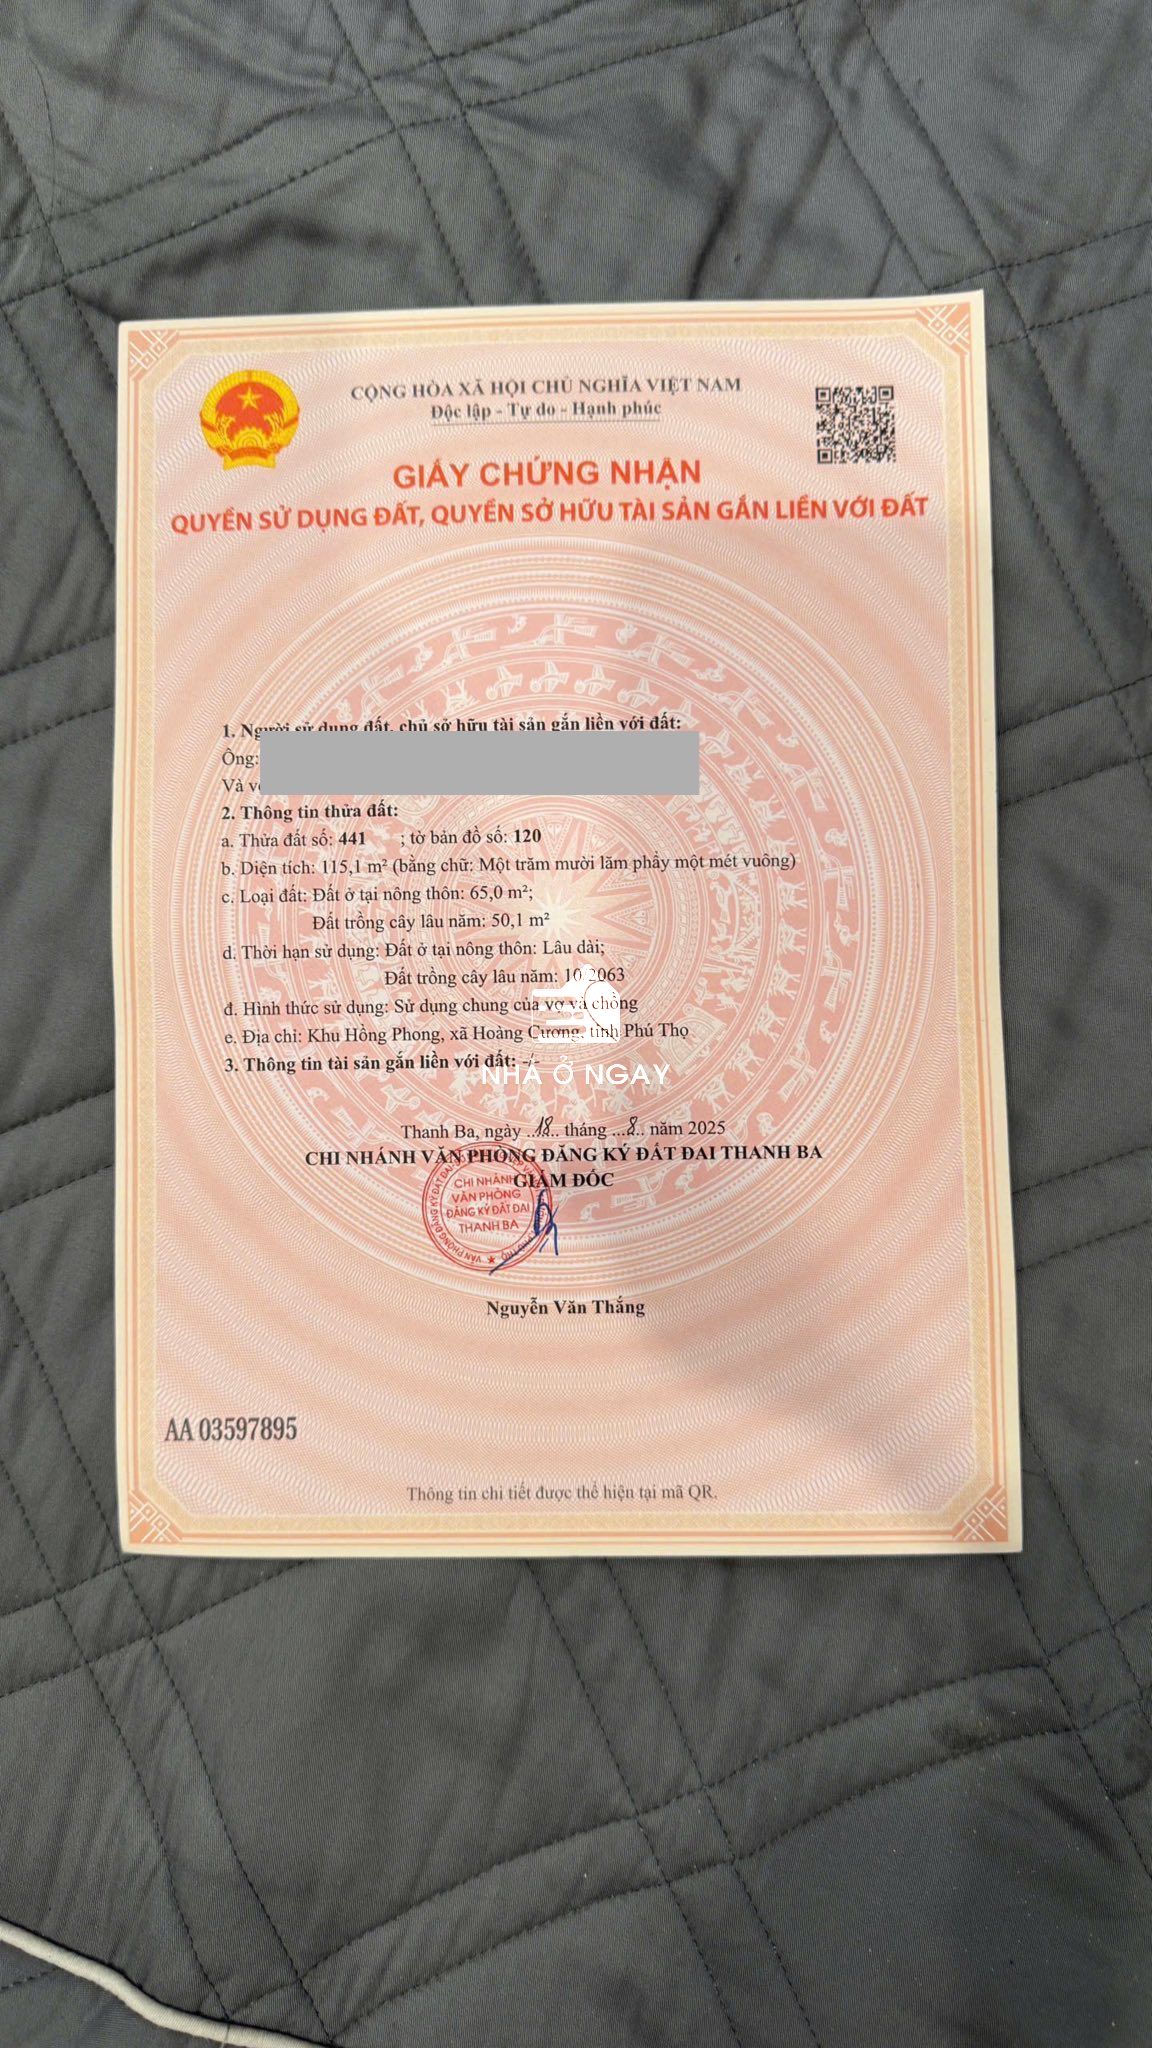 CỘNG HÒA XÃ HỘI CHỦ NGHĨA VIỆT NAM
Độc lập - Tự do - Hạnh phúc
GIẤY CHỨNG NHẬN
QUYỀN SỬ DỤNG ĐẤT, QUYỀN SỞ HỮU TÀI SẢN GẮN LIỀN VỚI ĐẤT
1. Người sử dụng đất, chủ sở hữu tài sản gắn liền với đất:
Ông:
Và
2. Thông tin thửa đất:
a. Thửa đất số: 441 ; tờ bản đồ số: 120
b. Diện tích: 115,1 m² (bằng chữ: Một trăm mười lăm phẩy một mét vuông)
c. Loại đất: Đất ở tại nông thôn: 65,0 m²;
Đất trồng cây lâu năm: 50,1 m²
d. Thời hạn sử dụng: Đất ở tại nông thôn: Lâu dài;
Đất trồng cây lâu năm: 10/2063
đ. Hình thức sử dụng: Sử dụng chung của vợ và chồng
e. Địa chỉ: Khu Hồng Phong, xã Hoàng Cương, tỉnh Phú Thọ
3. Thông tin tài sản gắn liền với đất: -/-
NHÀ Ở NGAY
Thanh Ba, ngày ..18.. tháng ...8.. năm 2025
CHI NHÁNH VĂN PHÒNG ĐĂNG KÝ ĐẤT ĐAI THANH BA
GIÁM ĐỐC
CHI NHÁNH
VĂN PHÒNG
ĐĂNG KÝ ĐẤT ĐAI
THANH BA
Nguyễn Văn Thắng
AA 03597895
Thông tin chi tiết được thể hiện tại mã QR.